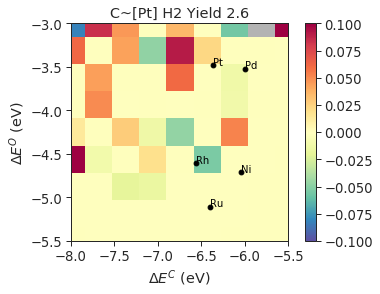 C~[Pt] H2 Yield 2.6
−3.0
−3.5
−4.0
−4.5
−5.0
−5.5
ΔE^O (eV)
Pt
Pd
Rh
Ni
Ru
−8.0 −7.5 −7.0 −6.5 −6.0 −5.5
ΔE^C (eV)
0.100
0.075
0.050
0.025
0.000
−0.025
−0.050
−0.075
−0.100